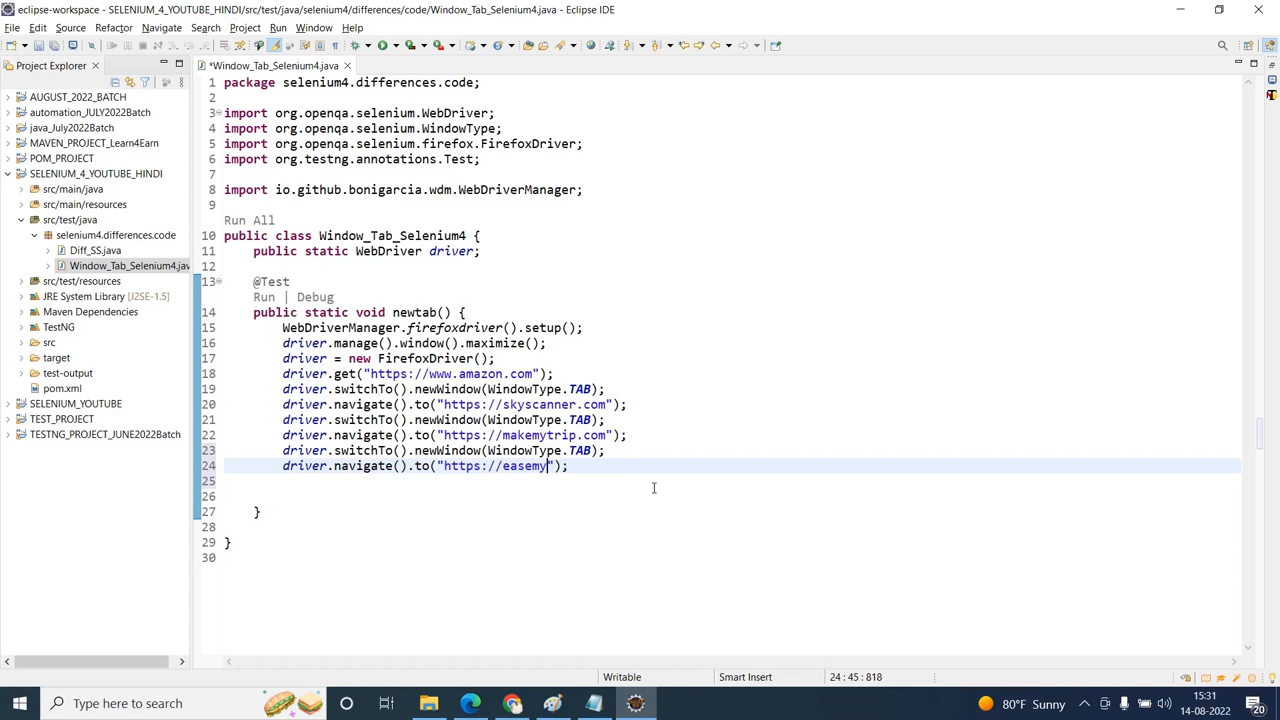 eclipse-workspace - SELENIUM_4_YOUTUBE_HINDI/src/test/java/selenium4/differences/code/Window_Tab_Selenium4.java - Eclipse IDE
File Edit Source Refactor Navigate Search Project Run Window Help
Project Explorer
*Window_Tab_Selenium4.java
AUGUST_2022_BATCH
automation_JULY2022Batch
java_July2022Batch
MAVEN_PROJECT_Learn4Earn
POM_PROJECT
SELENIUM_4_YOUTUBE_HINDI
src/main/java
src/main/resources
src/test/java
selenium4.differences.code
Diff_SS.java
Window_Tab_Selenium4.jav
src/test/resources
JRE System Library [J2SE-1.5]
Maven Dependencies
TestNG
src
target
test-output
pom.xml
SELENIUM_YOUTUBE
TEST_PROJECT
TESTNG_PROJECT_JUNE2022Batch
1 package selenium4.differences.code;
2
3 import org.openqa.selenium.WebDriver;
4 import org.openqa.selenium.WindowType;
5 import org.openqa.selenium.firefox.FirefoxDriver;
6 import org.testng.annotations.Test;
7
8 import io.github.bonigarcia.wdm.WebDriverManager;
9
Run All
10 public class Window_Tab_Selenium4 {
11 public static WebDriver driver;
12
13 @Test
Run | Debug
14 public static void newtab() {
15 WebDriverManager.firefoxdriver().setup();
16 driver.manage().window().maximize();
17 driver = new FirefoxDriver();
18 driver.get("https://www.amazon.com");
19 driver.switchTo().newWindow(WindowType.TAB);
20 driver.navigate().to("https://skyscanner.com");
21 driver.switchTo().newWindow(WindowType.TAB);
22 driver.navigate().to("https://makemytrip.com");
23 driver.switchTo().newWindow(WindowType.TAB);
24 driver.navigate().to("https://easemy");
25
26
27 }
28
29 }
30
Writable Smart Insert 24 : 45 : 818
Type here to search
80°F Sunny
15:31
14-08-2022
20